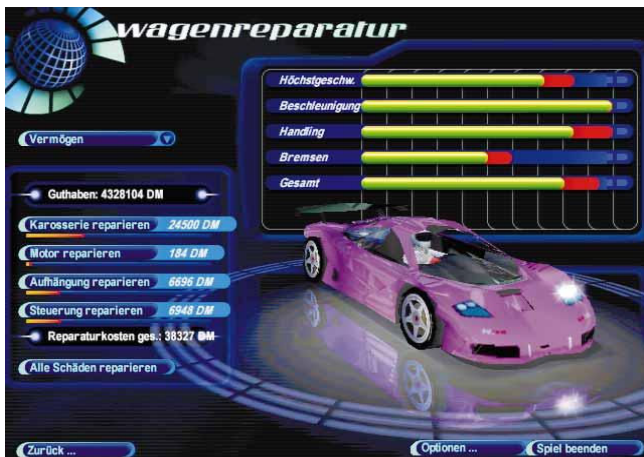 wagenreparatur
Höchstgeschw.
Beschleunigung
Handling
Bremsen
Gesamt
Vermögen
Guthaben: 4328104 DM
Karosserie reparieren 24500 DM
Motor reparieren 184 DM
Aufhängung reparieren 6696 DM
Steuerung reparieren 6948 DM
Reparaturkosten ges.: 38327 DM
Alle Schäden reparieren
Zurück ...
Optionen ...
Spiel beenden